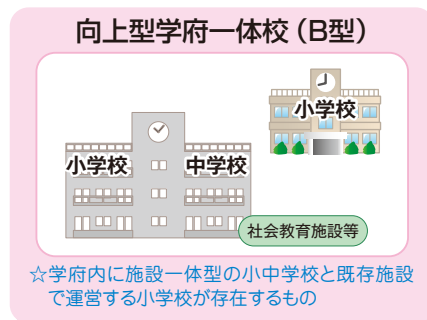 向上型学府一体校（B型）
小学校
小学校 中学校
社会教育施設等
☆学府内に施設一体型の小中学校と既存施設
で運営する小学校が存在するもの